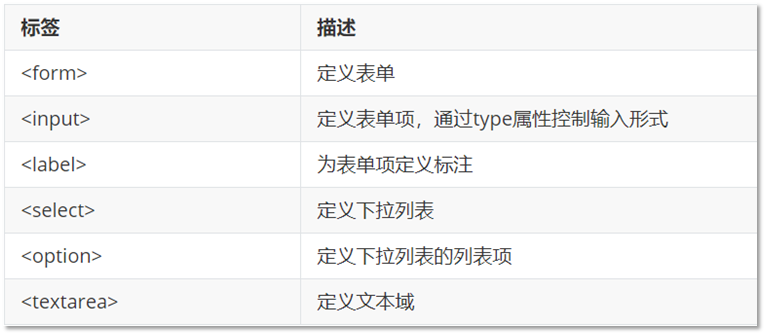 标签 描述
<form> 定义表单
<input> 定义表单项，通过type属性控制输入形式
<label> 为表单项定义标注
<select> 定义下拉列表
<option> 定义下拉列表的列表项
<textarea> 定义文本域